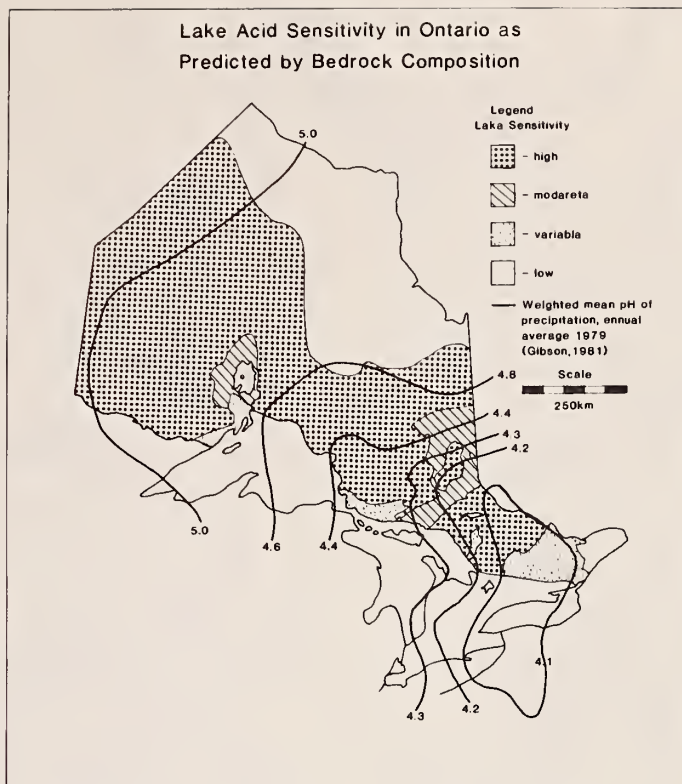 Lake Acid Sensitivity in Ontario as
Predicted by Bedrock Composition
Legend
Laka Sensitivity
- high
- modareta
- variabla
- low
Weighted mean pH of
precipitation, ennual
average 1979
(Gibson, 1981)
Scale
250km
5.0
4.8
4.4
4.3
4.2
5.0
4.6
4.4
4.1
4.3
4.2